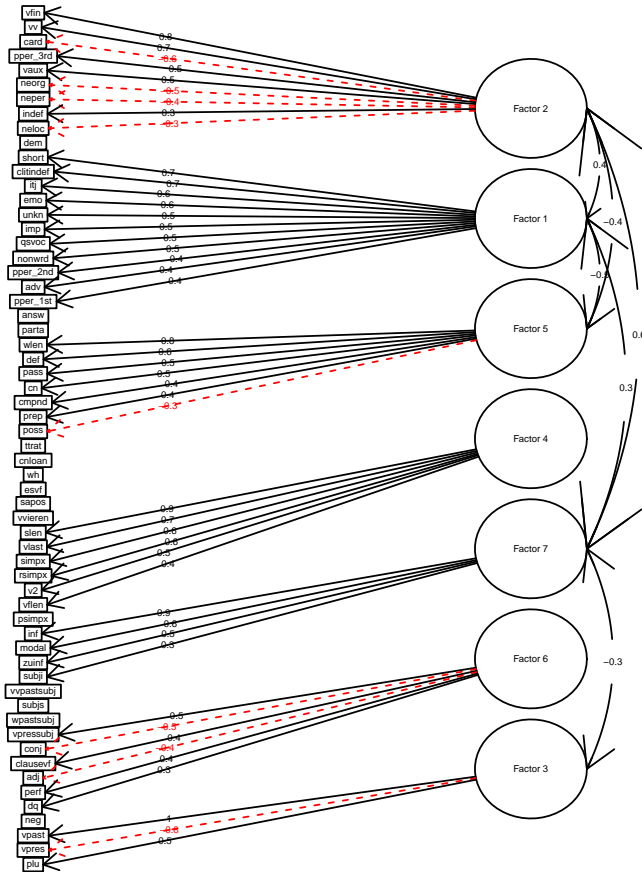 vfin
vv
card
pper_3rd
vaux
neorg
neper
indef
neloc
dem
short
clitindef
itj
emo
unkn
imp
qsvoc
nonwrd
pper_2nd
adv
pper_1st
answ
parta
wlen
def
pass
cn
cmpnd
prep
poss
ttrat
cnloan
wh
esvf
sapos
vvieren
slen
vlast
simpx
rsimpx
v2
vflen
psimpx
inf
modal
zuinf
subji
vvpastsubj
subjs
wpastsubj
vpressubj
conj
clausevf
adj
perf
dq
neg
vpast
vpres
plu
0.8
0.7
−0.6
0.5
0.5
−0.5
−0.4
0.3
−0.3
0.7
0.7
0.6
0.6
0.5
0.5
0.5
0.5
0.4
0.4
0.4
0.8
0.6
0.5
0.5
0.4
0.4
−0.3
0.9
0.7
0.6
0.6
0.5
0.4
0.9
0.8
0.5
0.3
0.5
−0.5
0.4
−0.4
0.4
0.3
1
−0.6
0.5
Factor 2
Factor 1
Factor 5
Factor 4
Factor 7
Factor 6
Factor 3
0.4
−0.4
0.3
−0.3